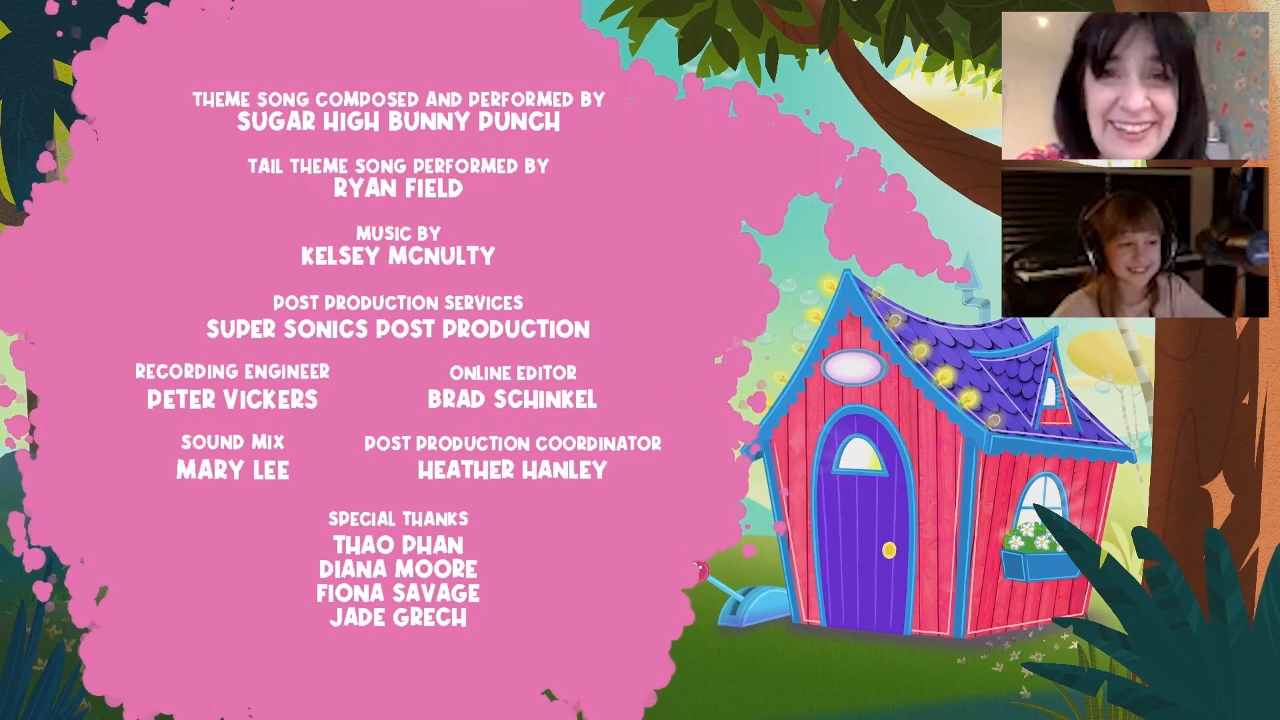 THEME SONG COMPOSED AND PERFORMED BY
SUGAR HIGH BUNNY PUNCH
TAIL THEME SONG PERFORMED BY
RYAN FIELD
MUSIC BY
KELSEY MCNULTY
POST PRODUCTION SERVICES
SUPER SONICS POST PRODUCTION
RECORDING ENGINEER
PETER VICKERS
ONLINE EDITOR
BRAD SCHINKEL
SOUND MIX
MARY LEE
POST PRODUCTION COORDINATOR
HEATHER HANLEY
SPECIAL THANKS
THAO PHAN
DIANA MOORE
FIONA SAVAGE
JADE GRECH